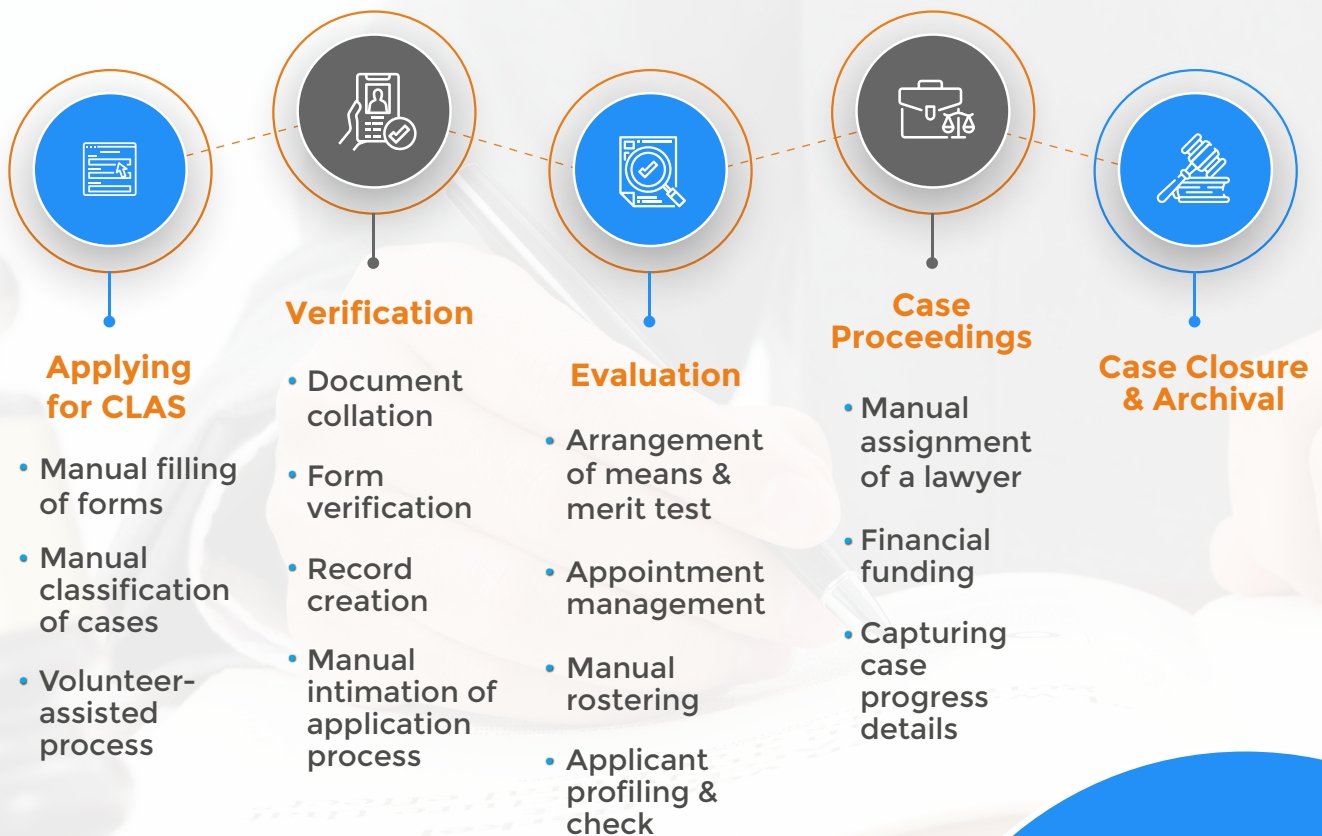 Applying
for CLAS
• Manual filling
of forms
• Manual
classification
of cases
• Volunteer-
assisted
process
Verification
• Document
collation
• Form
verification
• Record
creation
• Manual
intimation of
application
process
Evaluation
• Arrangement
of means &
merit test
• Appointment
management
• Manual
rostering
• Applicant
profiling &
check
Case
Proceedings
• Manual
assignment
of a lawyer
• Financial
funding
• Capturing
case
progress
details
Case Closure
& Archival